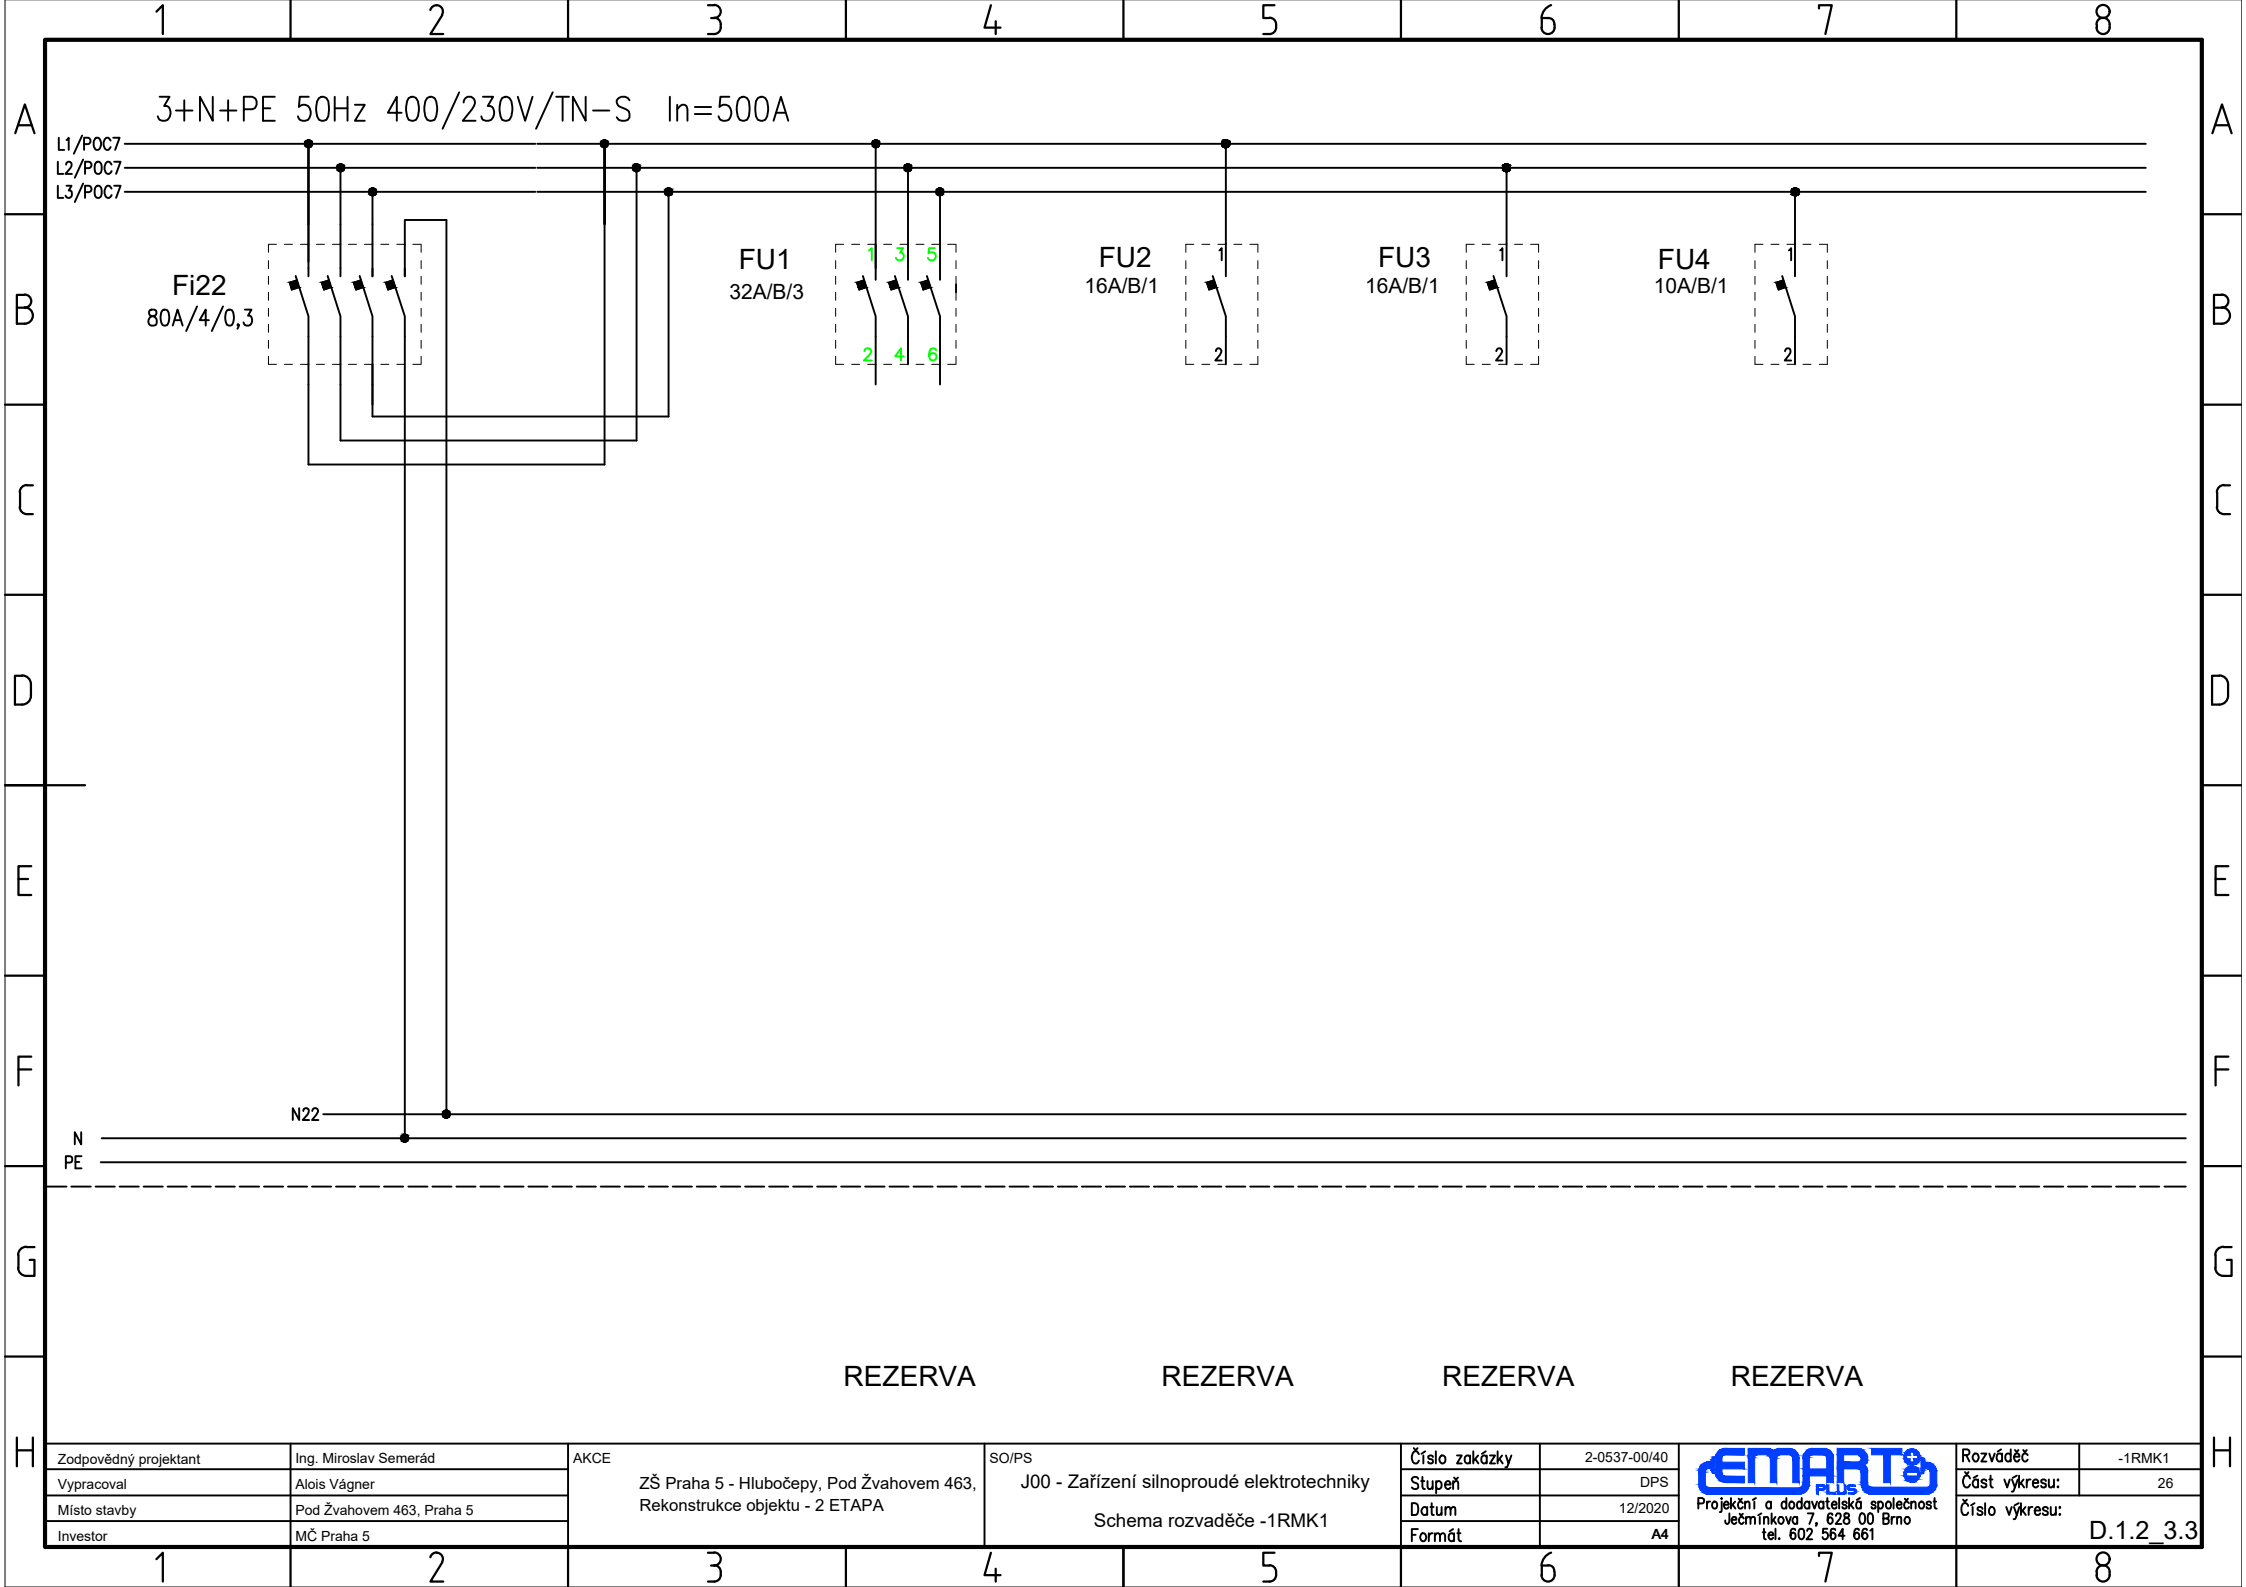 1 2 3 4 5 6 7 8
A A
3+N+PE 50Hz 400/230V/TN-S In=500A
L1/POC7
L2/POC7
L3/POC7
B B
Fi22
80A/4/0,3
FU1
32A/B/3
1 3 5
2 4 6
FU2
16A/B/1
1
2
FU3
16A/B/1
1
2
FU4
10A/B/1
1
2
C C
D D
E E
F F
N22
N
PE
G G
REZERVA REZERVA REZERVA REZERVA
H H
Zodpovědný projektant Ing. Miroslav Semerád
Vypracoval Alois Vágner
Místo stavby Pod Žvahovem 463, Praha 5
Investor MČ Praha 5
AKCE
ZŠ Praha 5 - Hlubočepy, Pod Žvahovem 463,
Rekonstrukce objektu - 2 ETAPA
SO/PS
J00 - Zařízení silnoproudé elektrotechniky
Schema rozvaděče -1RMK1
Číslo zakázky 2-0537-00/40
Stupeň DPS
Datum 12/2020
Formát A4
EMART
PLUS
Projekční a dodavatelská společnost
Ječmínkova 7, 628 00 Brno
tel. 602 564 661
Rozváděč -1RMK1
Část výkresu: 26
Číslo výkresu:
D.1.2_3.3
1 2 3 4 5 6 7 8